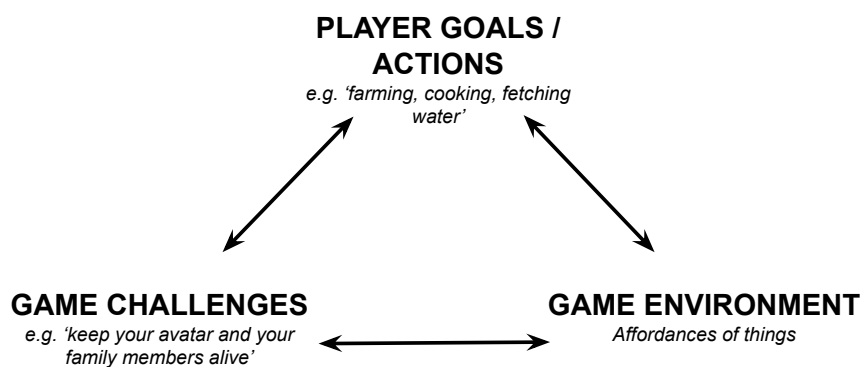 PLAYER GOALS /
ACTIONS
e.g. ‘farming, cooking, fetching
water’
GAME CHALLENGES
e.g. ‘keep your avatar and your
family members alive’
GAME ENVIRONMENT
Affordances of things